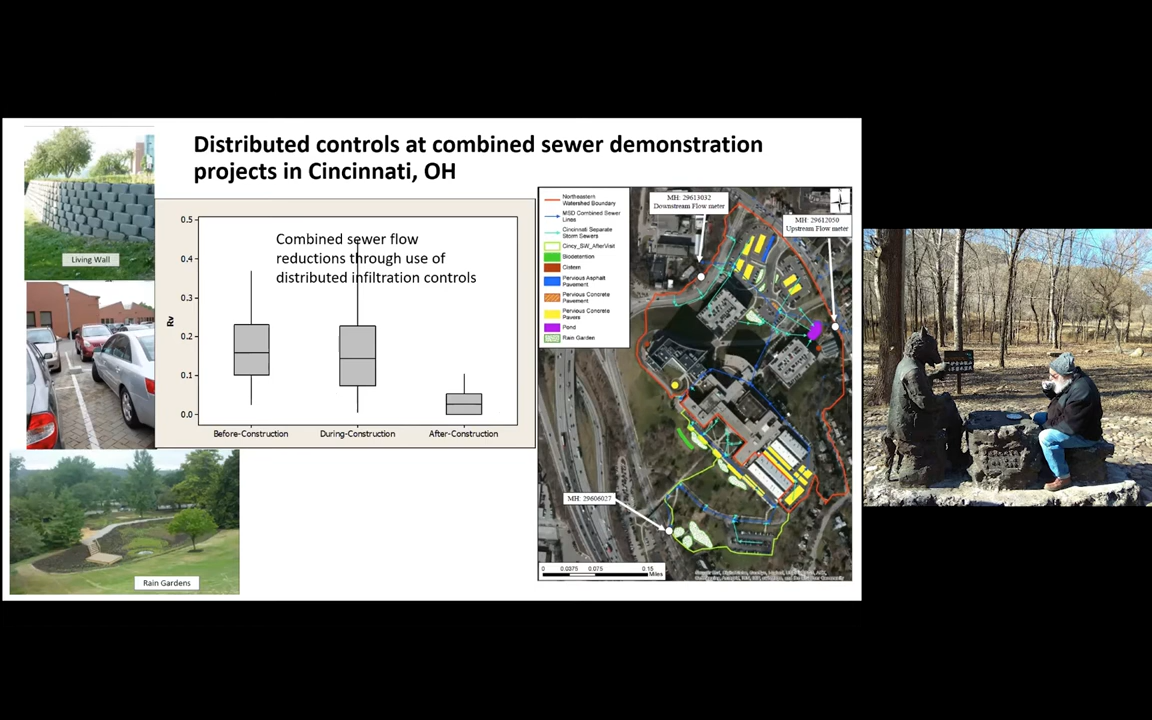 Distributed controls at combined sewer demonstration
projects in Cincinnati, OH
Living Wall
Rain Gardens
Combined sewer flow
reductions through use of
distributed infiltration controls
Rv
0.5
0.4
0.3
0.2
0.1
0.0
Before-Construction
During-Construction
After-Construction
Northeastern
Watershed Boundary
MSD Combined Sewer
Lines
Cincinnati Separate
Storm Sewers
Cincy_SW_AfterVisit
Biodetention
Cistern
Pervious Asphalt
Pavement
Pervious Concrete
Pavement
Pervious Concrete
Pavers
Pond
Rain Garden
MH: 29613032
Downstream Flow meter
MH: 29612050
Upstream Flow meter
MH: 29606027
0 0.0375 0.075 0.15
Miles